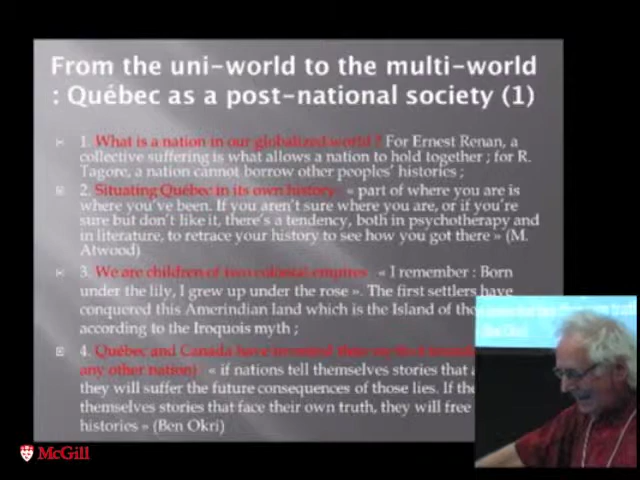 From the uni-world to the multi-world
: Québec as a post-national society (1)
1. What is a nation in our globalized world ? For Ernest Renan, a
collective suffering is what allows a nation to hold together ; for R.
Tagore, a nation cannot borrow other peoples' histories ;
2. Situating Québec in its own history: « part of where you are is
where you've been. If you aren't sure where you are, or if you're
sure but don't like it, there's a tendency, both in psychotherapy and
in literature, to retrace your history to see how you got there » (M.
Atwood)
3. We are children of two colonial empires : « I remember : Born
under the lily, I grew up under the rose ». The first settlers have
conquered this Amerindian land which is the Island of the
according to the Iroquois myth ;
4. Québec and Canada have invented their
any other nation) : « if nations tell themselves stories that
they will suffer the future consequences of those lies. If the
themselves stories that face their own truth, they will free
histories » (Ben Okri)
McGill